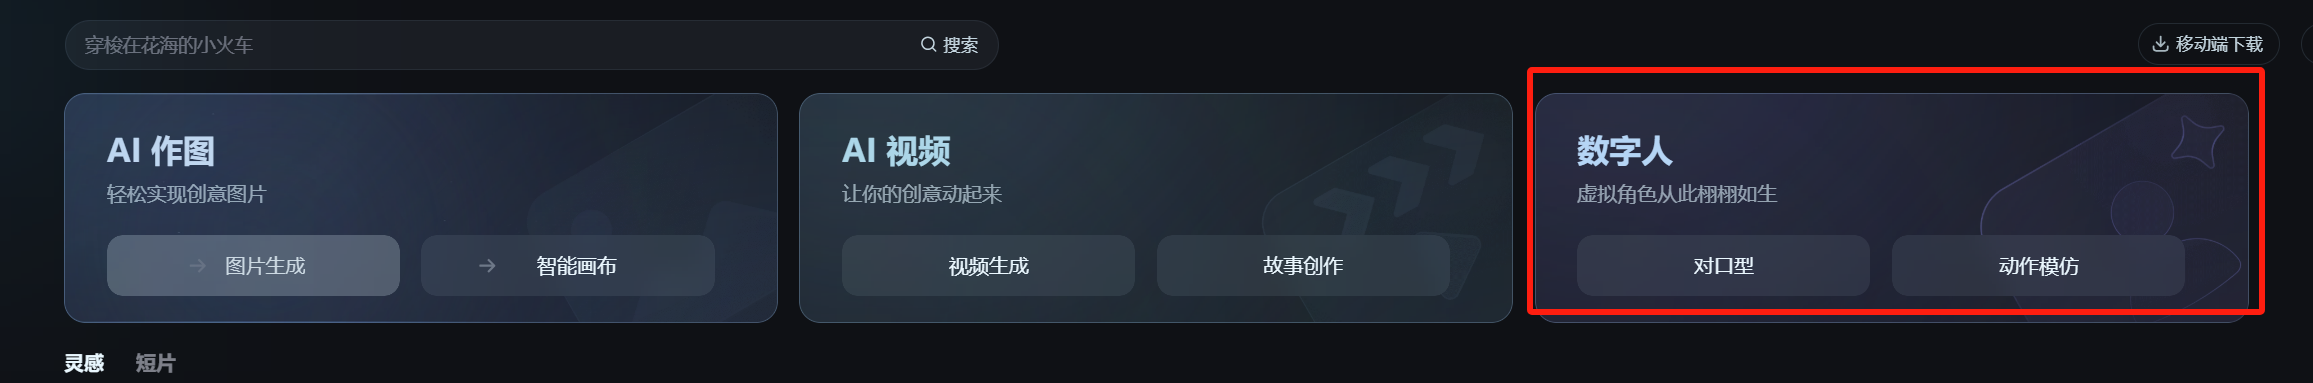 穿梭在花海的小火车
搜索
移动端下载
AI 作图
轻松实现创意图片
图片生成
智能画布
AI 视频
让你的创意动起来
视频生成
故事创作
数字人
虚拟角色从此栩栩如生
对口型
动作模仿
灵感
短片